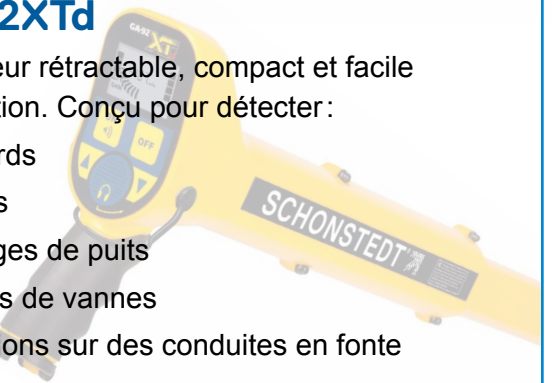 2XTd
eur rétractable, compact et facile
tion. Conçu pour détecter :
rds
s
ges de puits
s de vannes
ions sur des conduites en fonte
GA-92 XTd
OFF
SCHONSTEDT